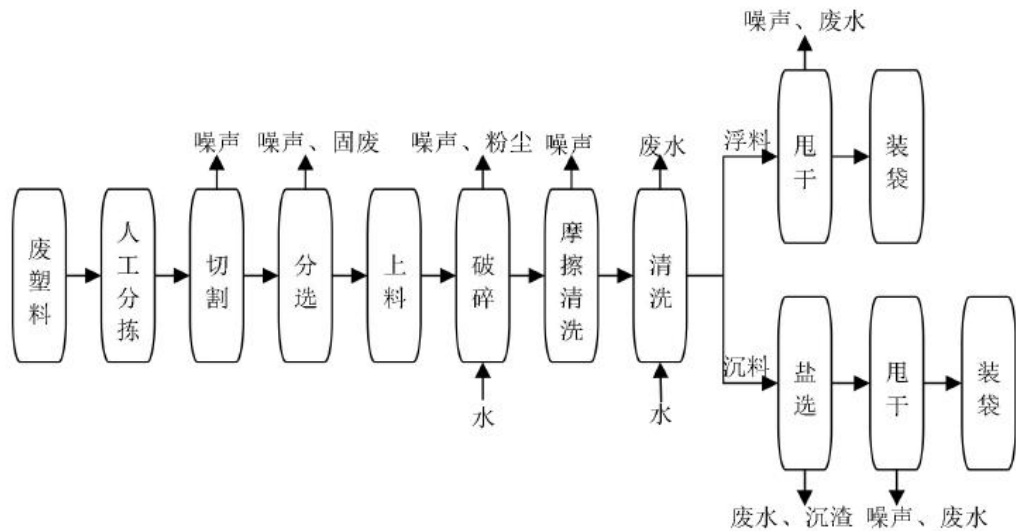 噪声、废水
浮料
甩干
装袋
噪声
噪声、固废
噪声、粉尘
噪声
废水
废塑料
人工分拣
切割
分选
上料
破碎
摩擦清洗
清洗
水
水
沉料
盐选
甩干
装袋
废水、沉渣
噪声、废水